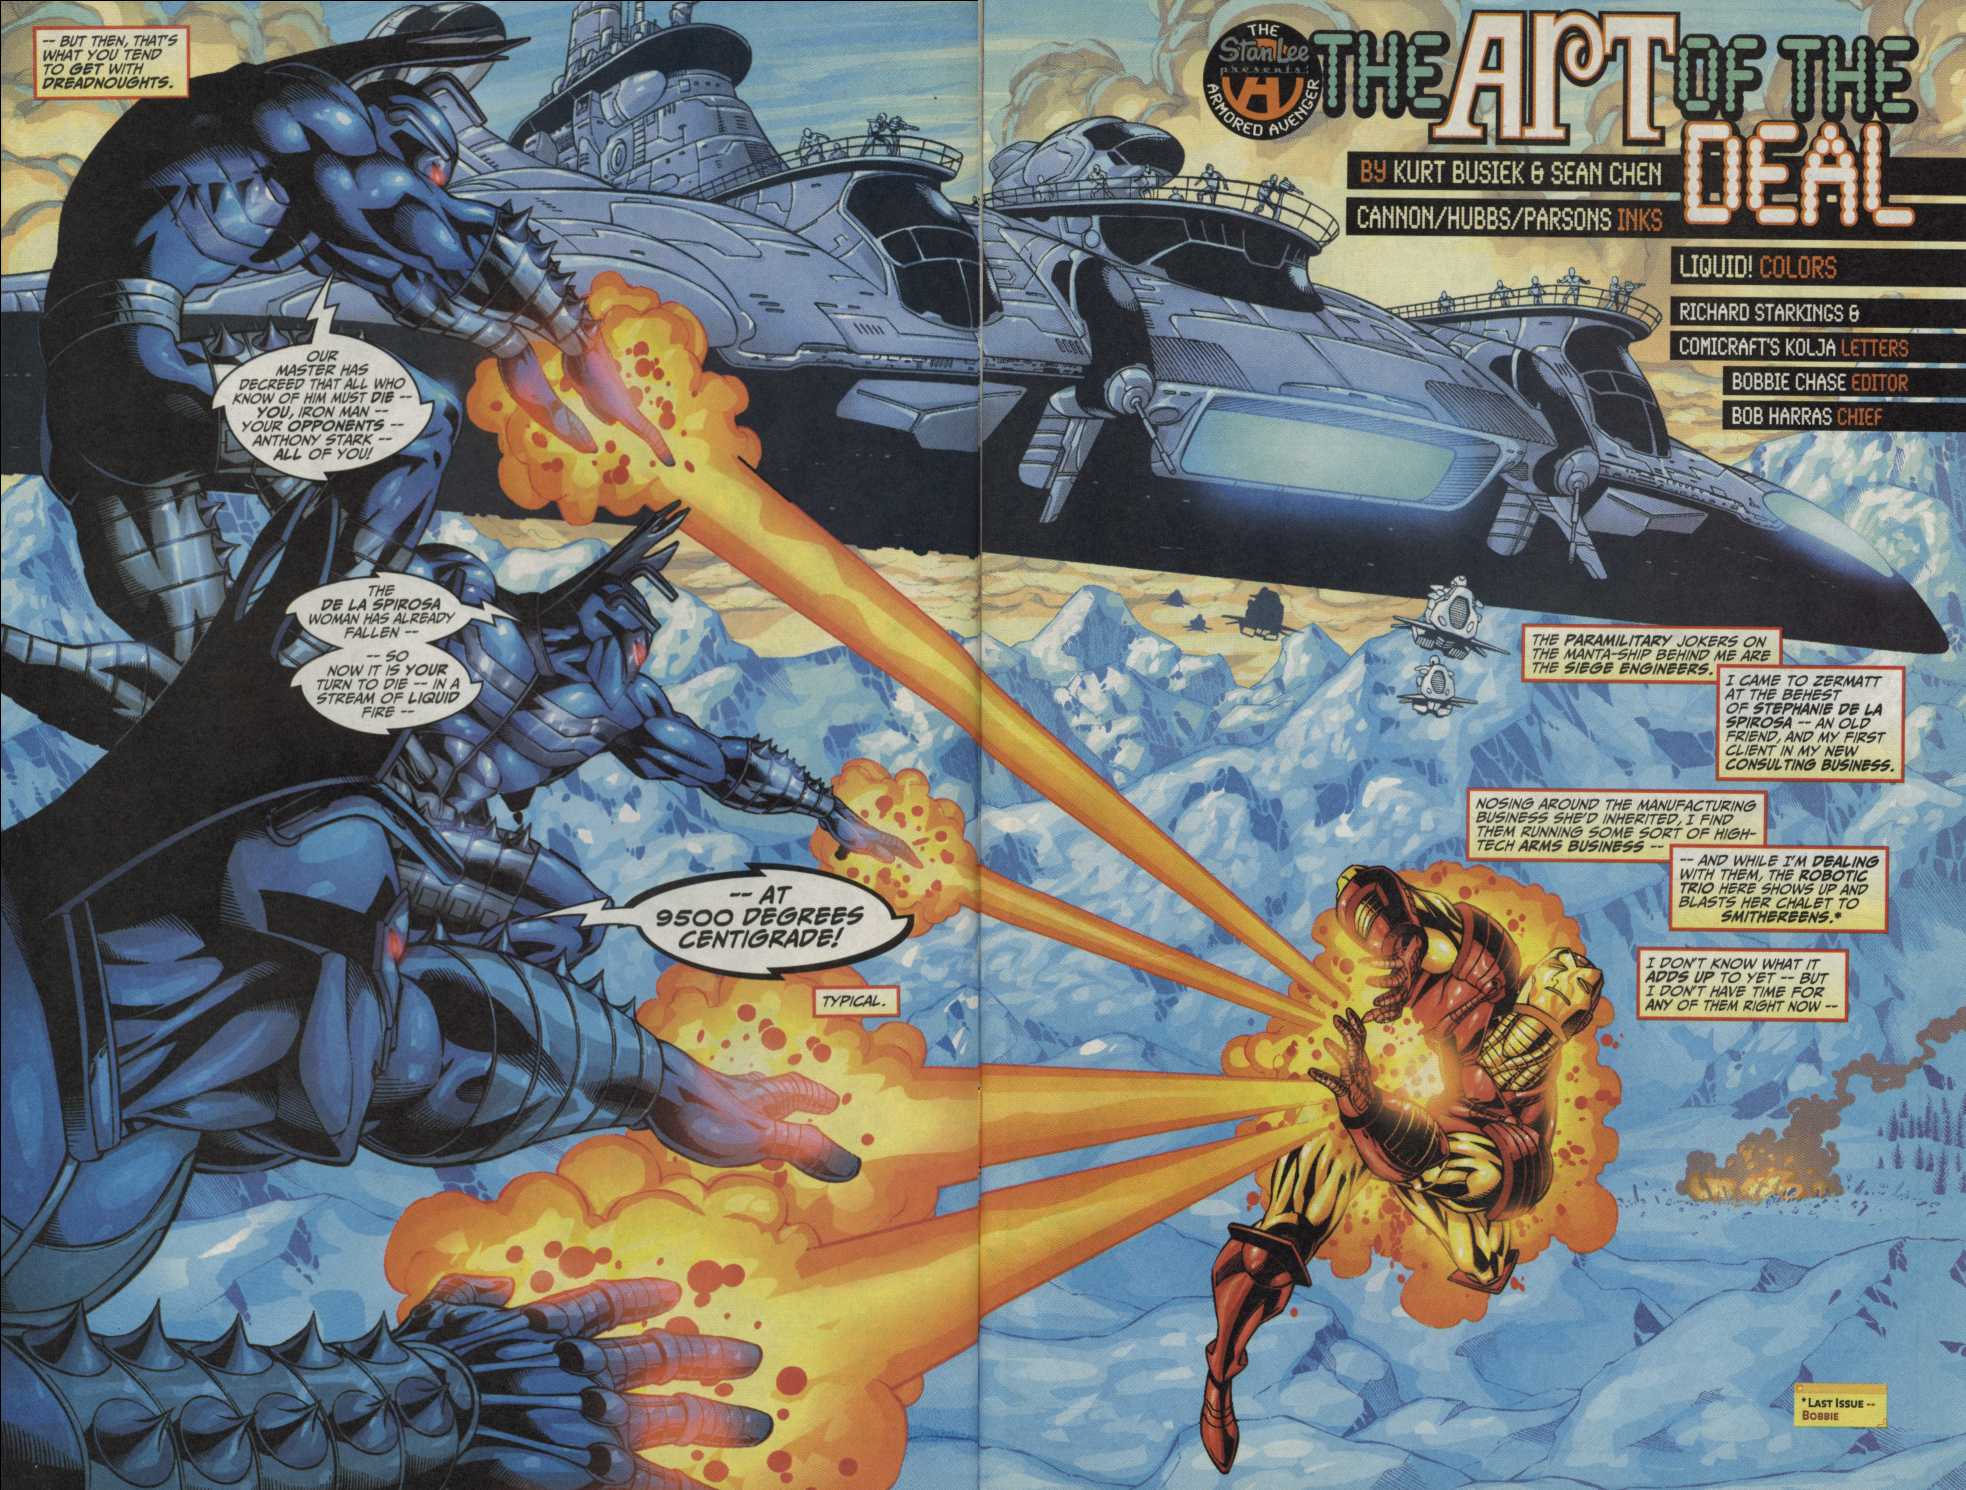 -- BUT THEN, THAT'S
WHAT YOU TEND
TO GET WITH
DREADNOUGHTS.
THE
Stan Lee
presents:
ARMORED AVENGER
THE ART OF THE
DEAL
BY KURT BUSIEK & SEAN CHEN
CANNON/HUBBS/PARSONS INKS
LIQUID! COLORS
RICHARD STARKINGS &
COMICRAFT'S KOLJA LETTERS
BOBBIE CHASE EDITOR
BOB HARRAS CHIEF
OUR
MASTER HAS
DECREED THAT ALL WHO
KNOW OF HIM MUST DIE --
YOU, IRON MAN --
YOUR OPPONENTS --
ANTHONY STARK --
ALL OF YOU!
THE
DE LA SPIROSA
WOMAN HAS ALREADY
FALLEN --
-- SO
NOW IT IS YOUR
TURN TO DIE -- IN A
STREAM OF LIQUID
FIRE --
-- AT
9500 DEGREES
CENTIGRADE!
TYPICAL.
THE PARAMILITARY JOKERS ON
THE MANTA-SHIP BEHIND ME ARE
THE SIEGE ENGINEERS.
I CAME TO ZERMATT
AT THE BEHEST
OF STEPHANIE DE LA
SPIROSA -- AN OLD
FRIEND, AND MY FIRST
CLIENT IN MY NEW
CONSULTING BUSINESS.
NOSING AROUND THE MANUFACTURING
BUSINESS SHE'D INHERITED, I FIND
THEM RUNNING SOME SORT OF HIGH-
TECH ARMS BUSINESS --
-- AND WHILE I'M DEALING
WITH THEM, THE ROBOTIC
TRIO HERE SHOWS UP AND
BLASTS HER CHALET TO
SMITHEREENS.*
I DON'T KNOW WHAT IT
ADDS UP TO YET -- BUT
I DON'T HAVE TIME FOR
ANY OF THEM RIGHT NOW --
* LAST ISSUE --
BOBBIE